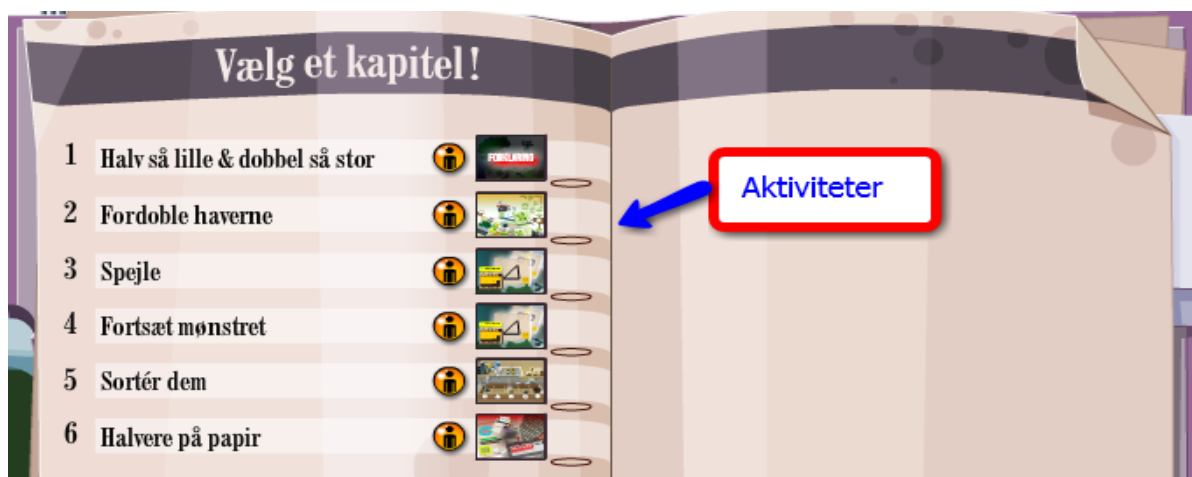 Vælg et kapitel!
1 Halv så lille & dobbel så stor
FORKLARING
2 Fordoble haverne
Aktiviteter
3 Spejle
4 Fortsæt mønstret
5 Sortér dem
6 Halvere på papir